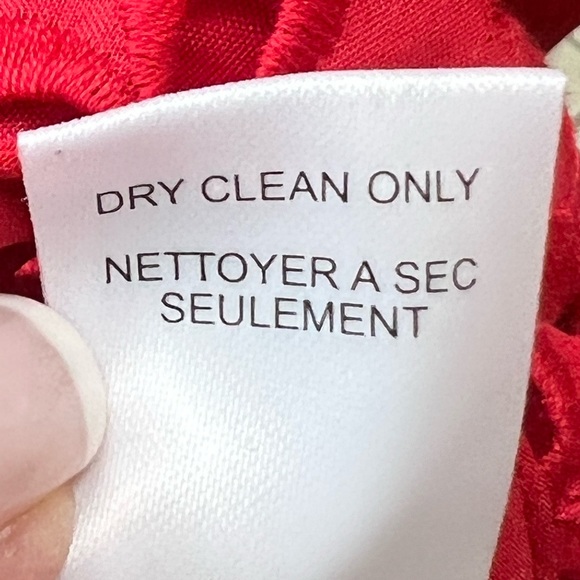 DRY CLEAN ONLY
NETTOYER A SEC
SEULEMENT